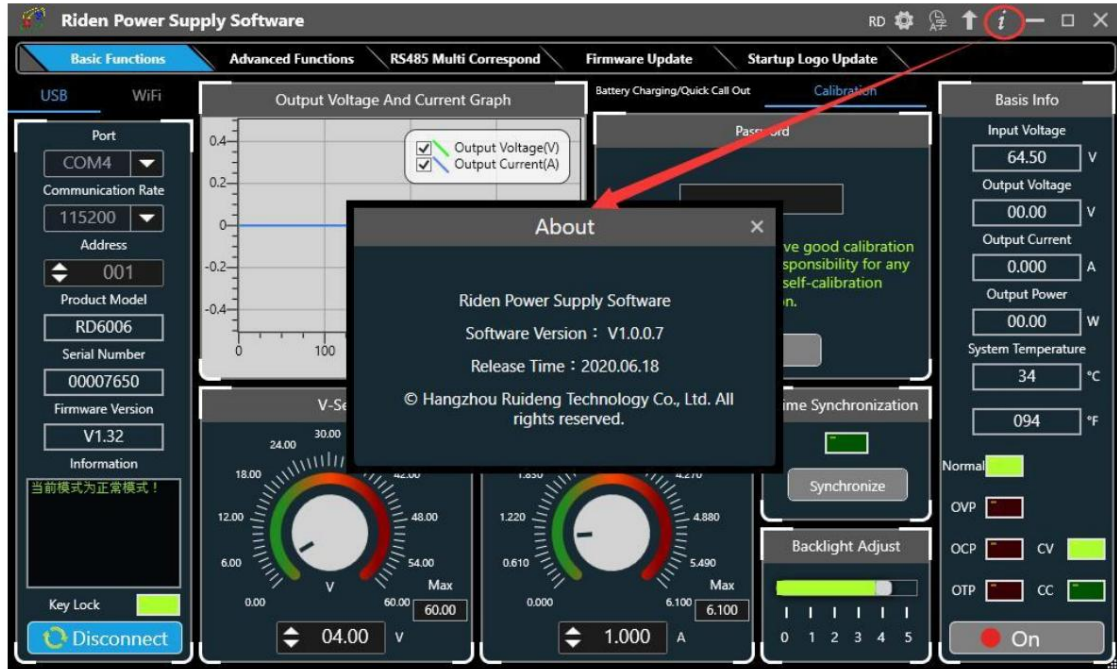 Riden Power Supply Software
RD
i
Basic Functions
Advanced Functions
RS485 Multi Correspond
Firmware Update
Startup Logo Update
USB
WiFi
Port
COM4
Communication Rate
115200
Address
001
Product Model
RD6006
Serial Number
00007650
Firmware Version
V1.32
Information
当前模式为正常模式！
Key Lock
Disconnect
Output Voltage And Current Graph
Output Voltage(V)
Output Current(A)
0.4
0.2
0
-0.2
-0.4
0
100
Battery Charging/Quick Call Out
Calibration
ve good calibration
sponsibility for any
self-calibration
n.
About
Riden Power Supply Software
Software Version： V1.0.0.7
Release Time：2020.06.18
© Hangzhou Ruideng Technology Co., Ltd. All
rights reserved.
V-Se
0.00
6.00
12.00
18.00
24.00
30.00
42.00
48.00
54.00
60.00
V
Max
60.00
04.00 V
0.000
0.610
1.220
1.830
4.270
4.880
5.490
6.100
Max
6.100
1.000 A
ime Synchronization
Synchronize
Backlight Adjust
0 1 2 3 4 5
Basis Info
Input Voltage
64.50 V
Output Voltage
00.00 V
Output Current
0.000 A
Output Power
00.00 W
System Temperature
34 °C
094 °F
Normal
OVP
OCP
CV
OTP
CC
On